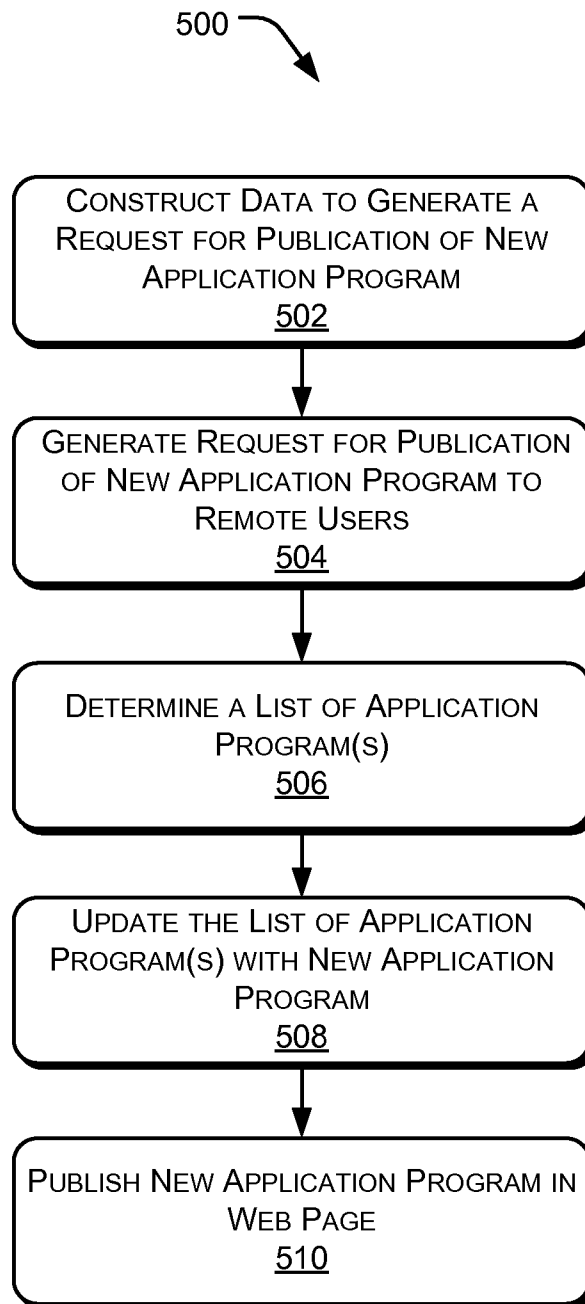 500
CONSTRUCT DATA TO GENERATE A
REQUEST FOR PUBLICATION OF NEW
APPLICATION PROGRAM
502
GENERATE REQUEST FOR PUBLICATION
OF NEW APPLICATION PROGRAM TO
REMOTE USERS
504
DETERMINE A LIST OF APPLICATION
PROGRAM(S)
506
UPDATE THE LIST OF APPLICATION
PROGRAM(S) WITH NEW APPLICATION
PROGRAM
508
PUBLISH NEW APPLICATION PROGRAM IN
WEB PAGE
510